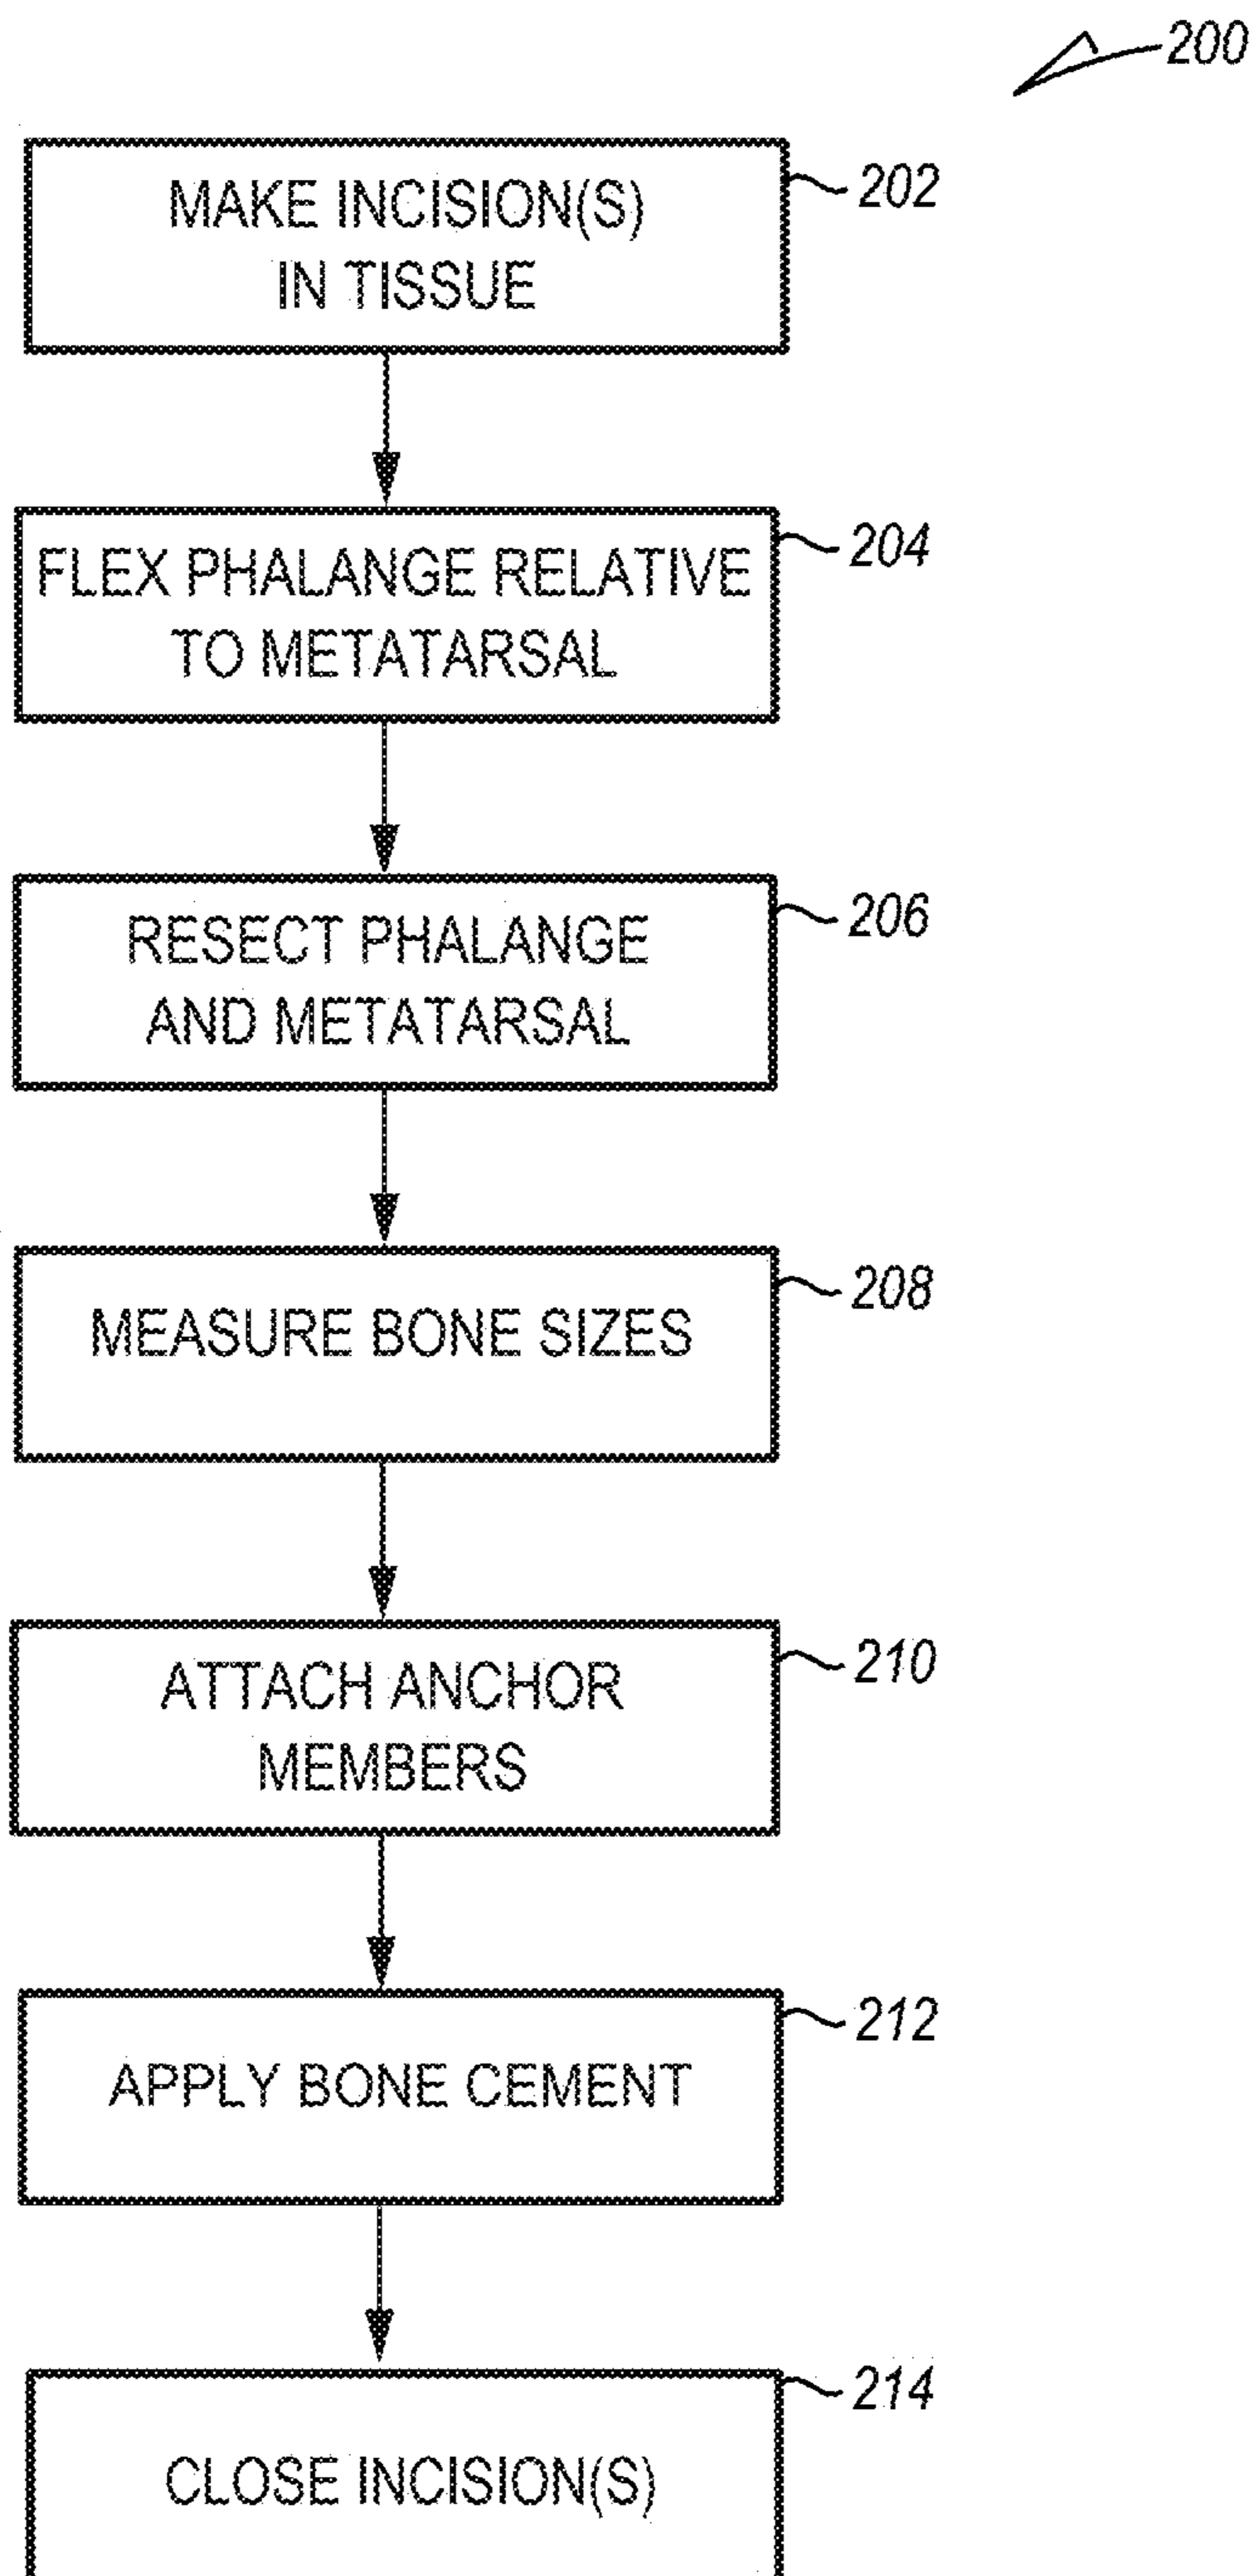 200
MAKE INCISION(S)
IN TISSUE
202
FLEX PHALANGE RELATIVE
TO METATARSAL
204
RESECT PHALANGE
AND METATARSAL
206
MEASURE BONE SIZES
208
ATTACH ANCHOR
MEMBERS
210
APPLY BONE CEMENT
212
CLOSE INCISION(S)
214